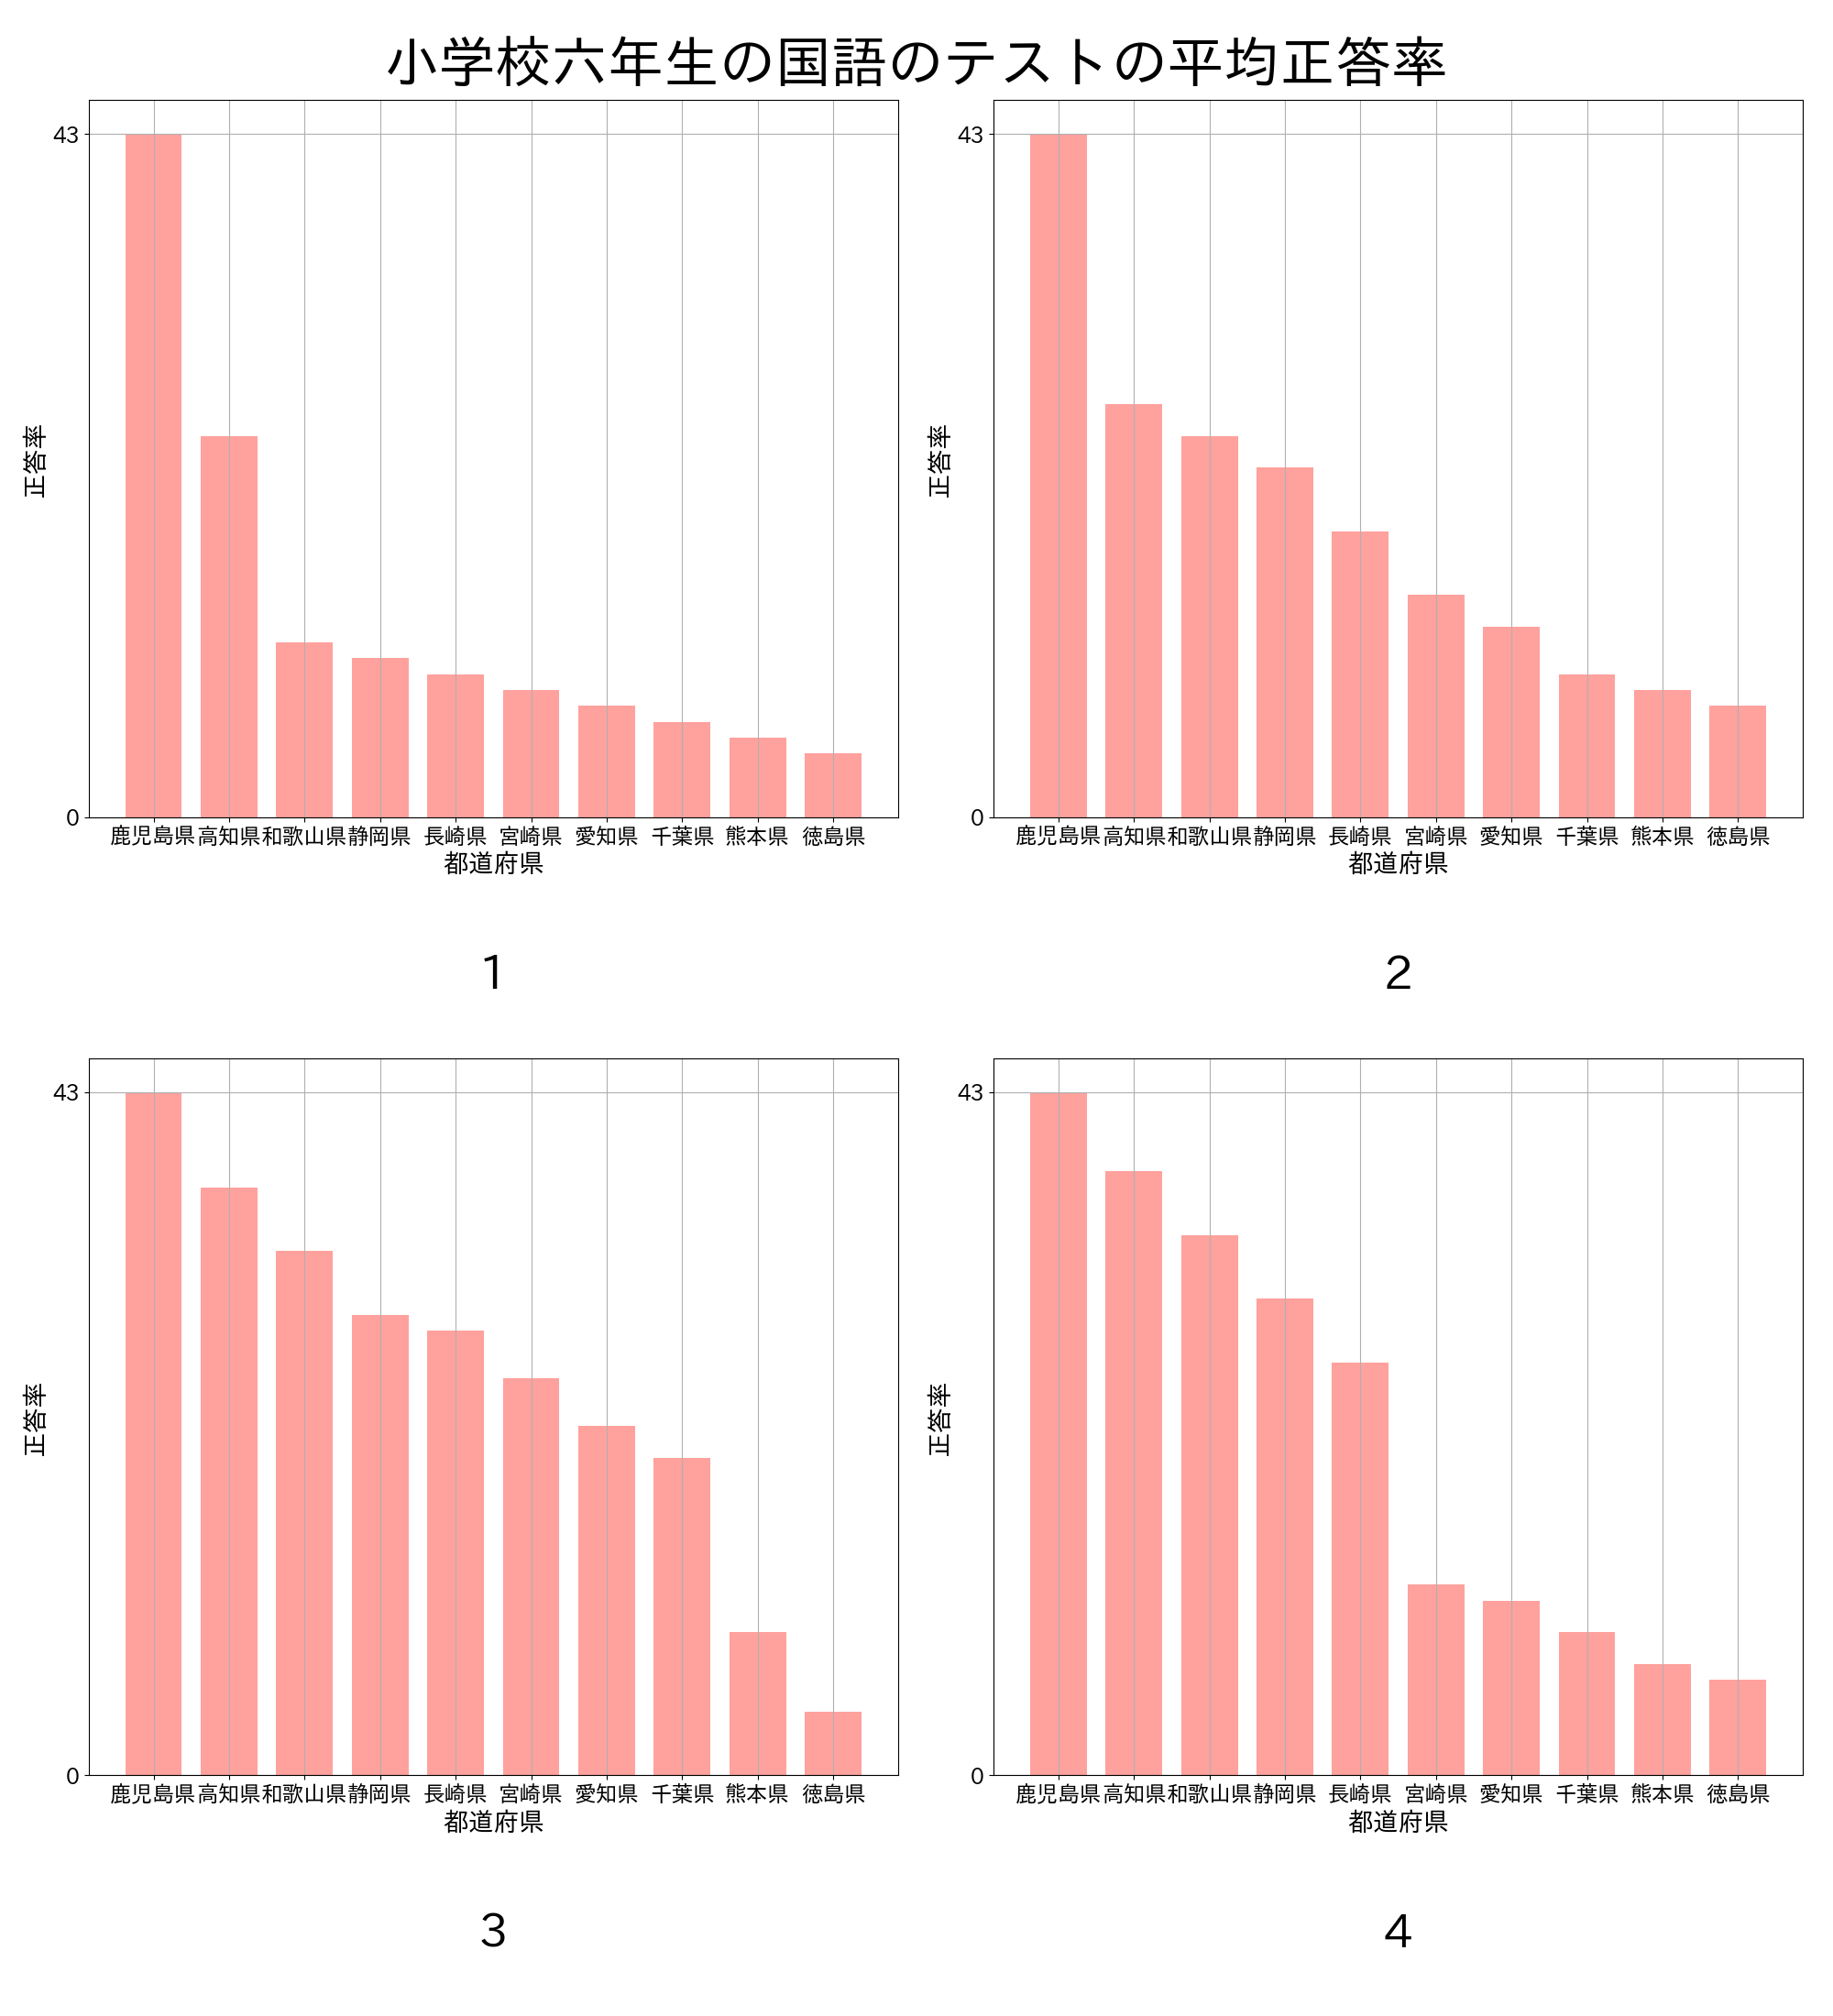 小学校六年生の国語のテストの平均正答率
43
0
正答率
鹿児島県 高知県 和歌山県 静岡県 長崎県 宮崎県 愛知県 千葉県 熊本県 徳島県
都道府県
1
43
0
正答率
鹿児島県 高知県 和歌山県 静岡県 長崎県 宮崎県 愛知県 千葉県 熊本県 徳島県
都道府県
2
43
0
正答率
鹿児島県 高知県 和歌山県 静岡県 長崎県 宮崎県 愛知県 千葉県 熊本県 徳島県
都道府県
3
43
0
正答率
鹿児島県 高知県 和歌山県 静岡県 長崎県 宮崎県 愛知県 千葉県 熊本県 徳島県
都道府県
4